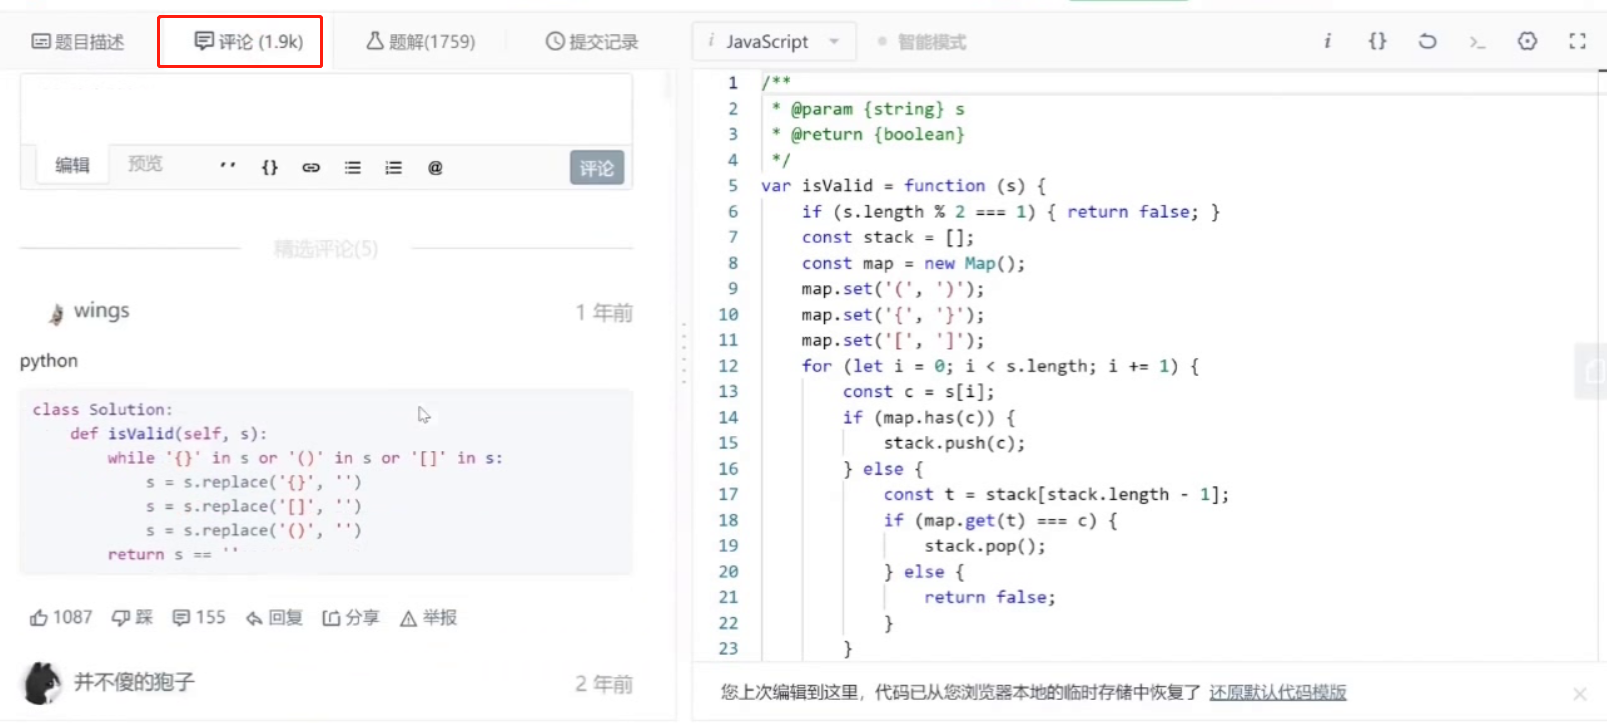 题目描述
评论 (1.9k)
题解(1759)
提交记录
编辑
预览
评论
精选评论(5)
wings
1 年前
python
class Solution:
    def isValid(self, s):
        while '{}' in s or '()' in s or '[]' in s:
            s = s.replace('{}', '')
            s = s.replace('[]', '')
            s = s.replace('()', '')
        return s == ''
1087 踩 155 回复 分享 举报
并不傻的狍子
2 年前
i JavaScript
智能模式
i {} >_
1 /**
2  * @param {string} s
3  * @return {boolean}
4  */
5 var isValid = function (s) {
6     if (s.length % 2 === 1) { return false; }
7     const stack = [];
8     const map = new Map();
9     map.set('(', ')');
10     map.set('{', '}');
11     map.set('[', ']');
12     for (let i = 0; i < s.length; i += 1) {
13         const c = s[i];
14         if (map.has(c)) {
15             stack.push(c);
16         } else {
17             const t = stack[stack.length - 1];
18             if (map.get(t) === c) {
19                 stack.pop();
20             } else {
21                 return false;
22             }
23         }
您上次编辑到这里，代码已从您浏览器本地的临时存储中恢复了 还原默认代码模版